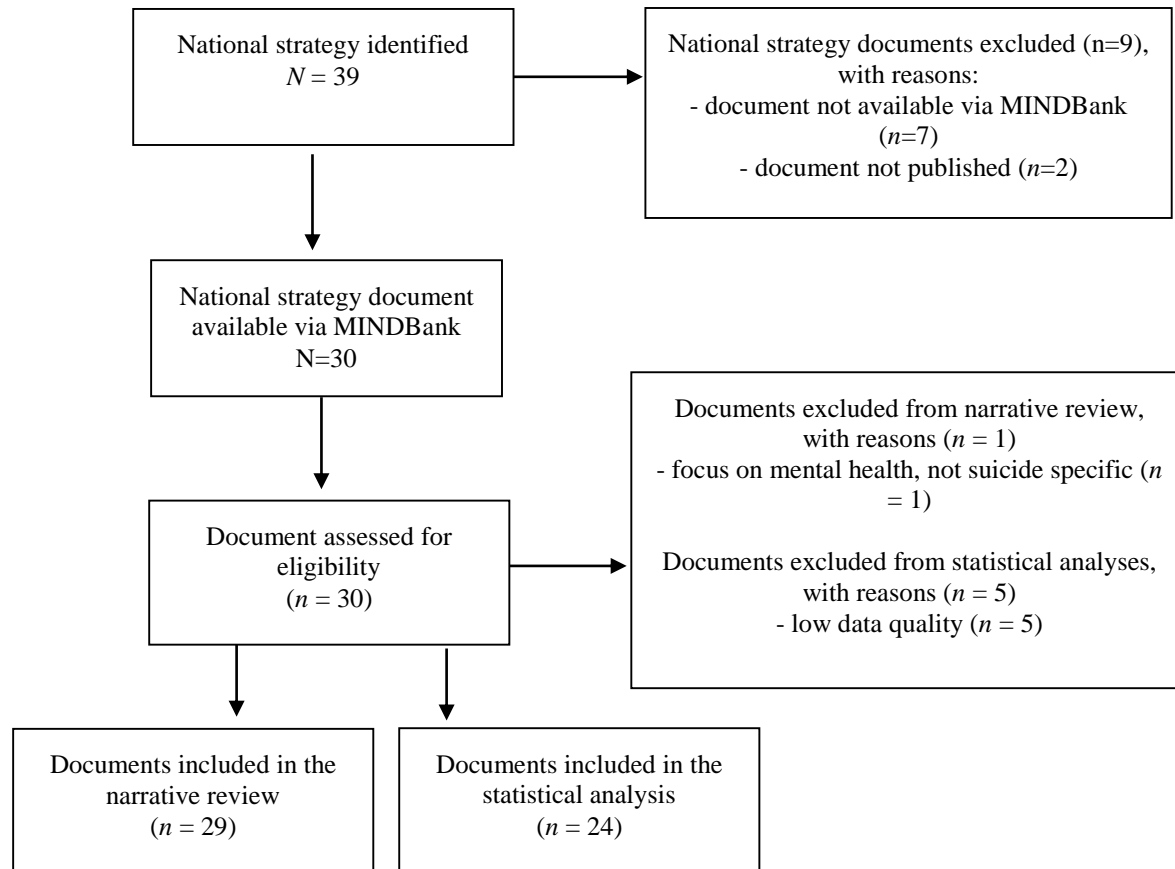 National strategy identified
N = 39
National strategy documents excluded (n=9),
with reasons:
- document not available via MINDBank
(n=7)
- document not published (n=2)
National strategy document
available via MINDBank
N=30
Documents excluded from narrative review,
with reasons (n = 1)
- focus on mental health, not suicide specific (n
= 1)
Documents excluded from statistical analyses,
with reasons (n = 5)
- low data quality (n = 5)
Document assessed for
eligibility
(n = 30)
Documents included in the
narrative review
(n = 29)
Documents included in the
statistical analysis
(n = 24)